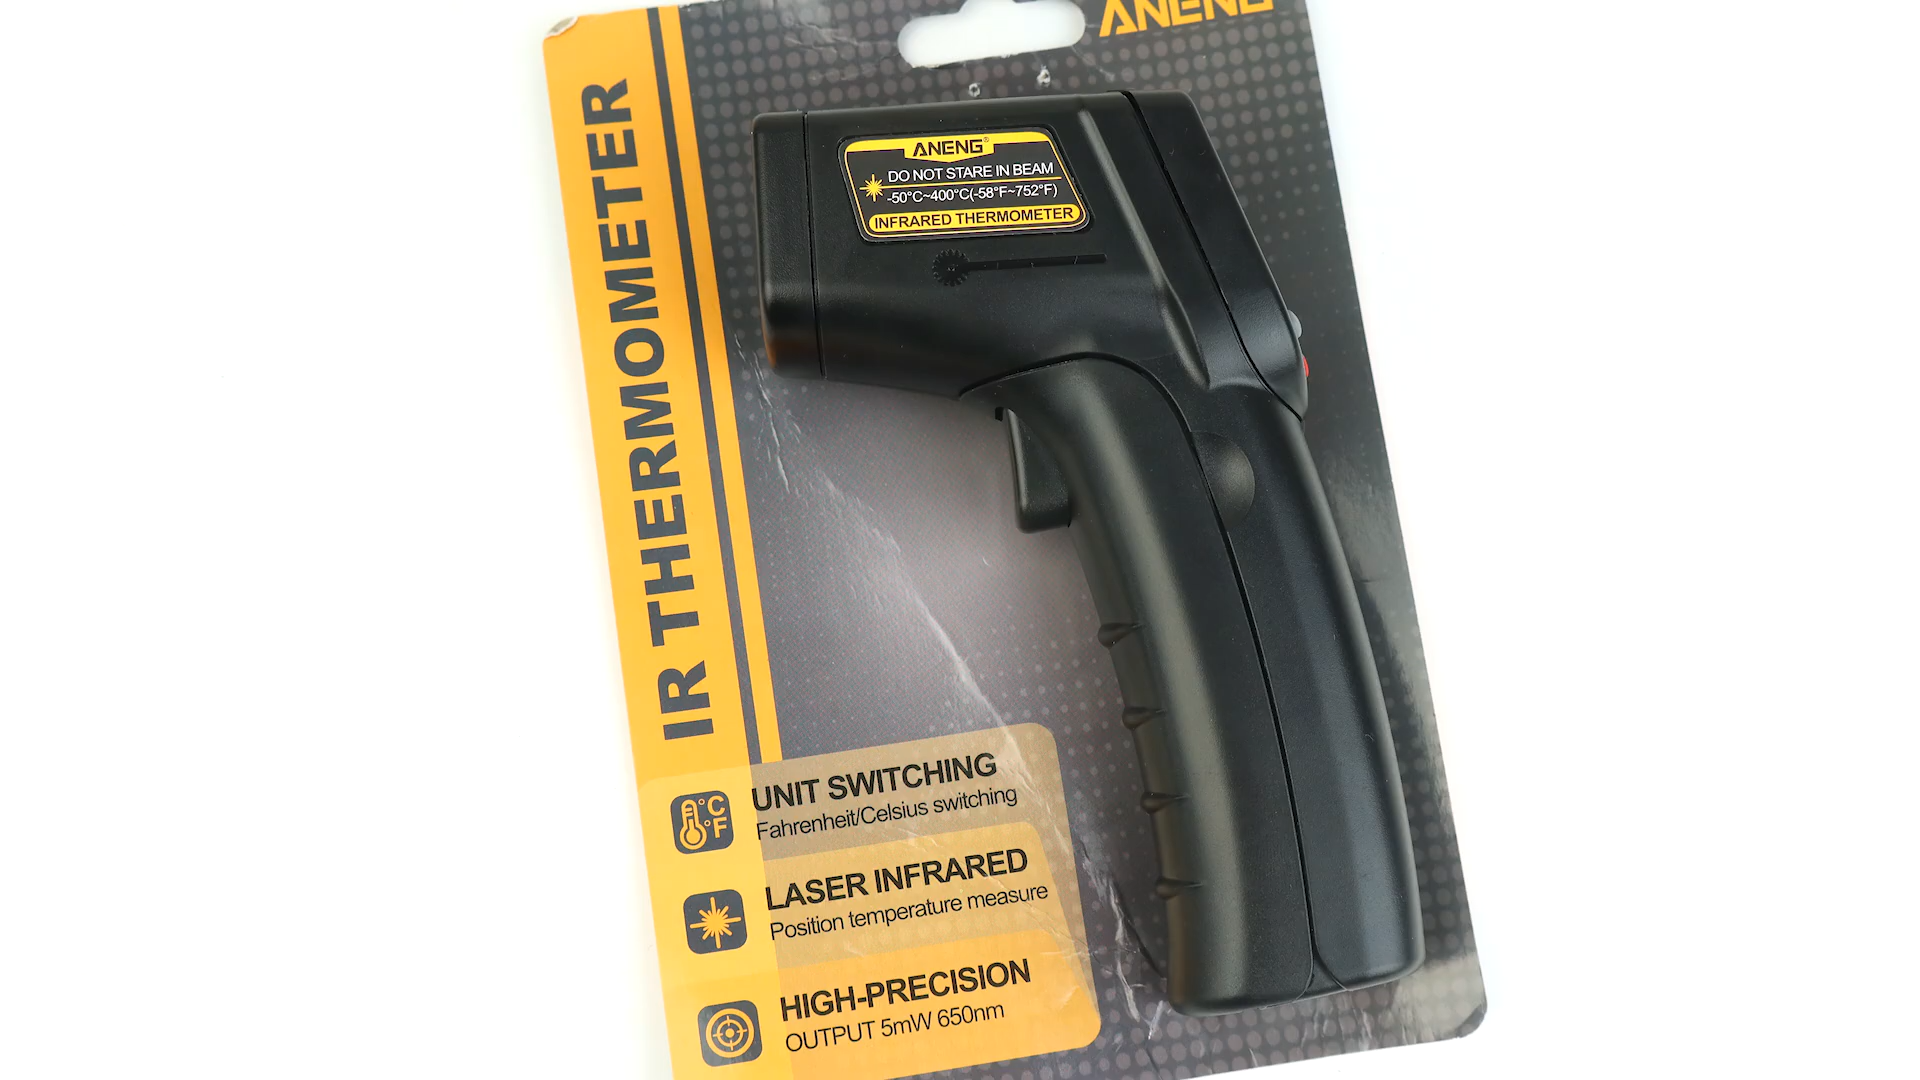 ANENG
IR THERMOMETER
ANENG®
DO NOT STARE IN BEAM
-50°C~400°C(-58°F~752°F)
INFRARED THERMOMETER
°C
°F
UNIT SWITCHING
Fahrenheit/Celsius switching
LASER INFRARED
Position temperature measure
HIGH-PRECISION
OUTPUT 5mW 650nm